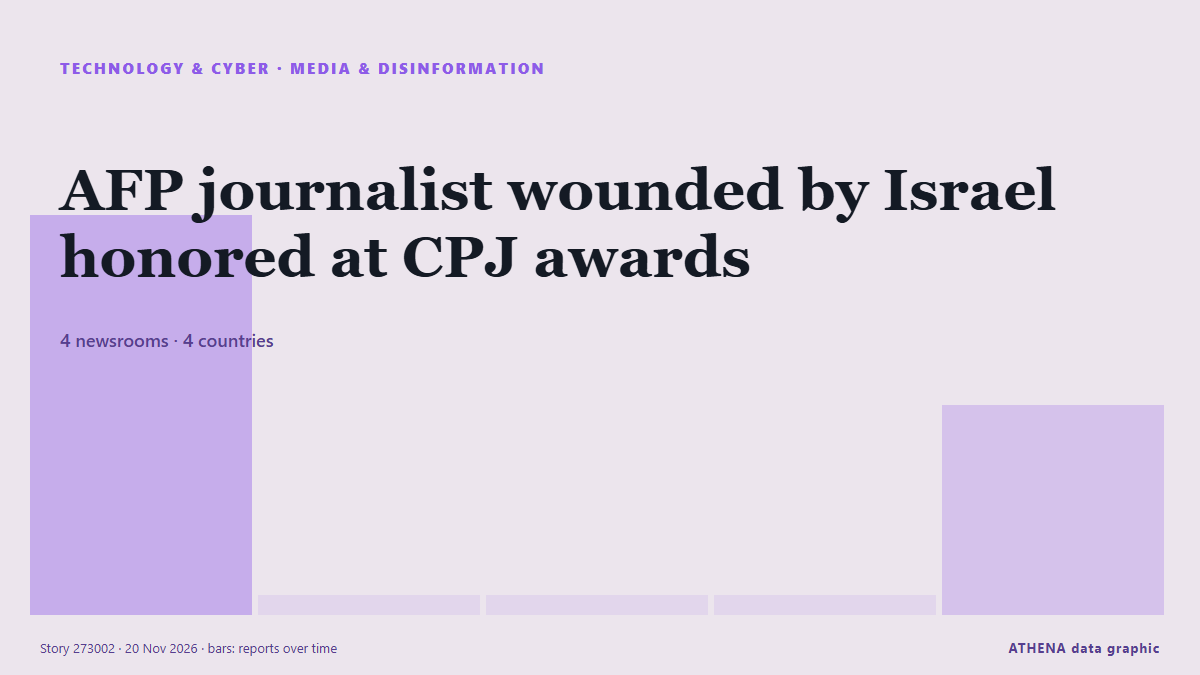 TECHNOLOGY & CYBER · MEDIA & DISINFORMATION
AFP journalist wounded by Israel
honored at CPJ awards
4 newsrooms · 4 countries
Story 273002 · 20 Nov 2026 · bars: reports over time
ATHENA data graphic